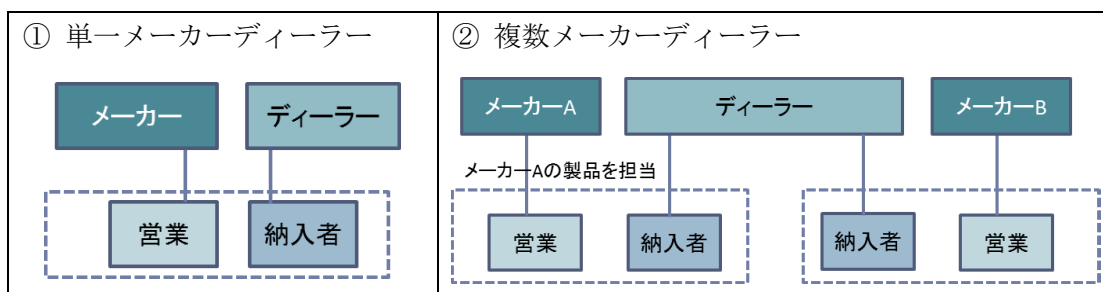 ① 単一メーカーディーラー
メーカー
ディーラー
営業
納入者
② 複数メーカーディーラー
メーカーA
ディーラー
メーカーB
メーカーAの製品を担当
営業
納入者
納入者
営業